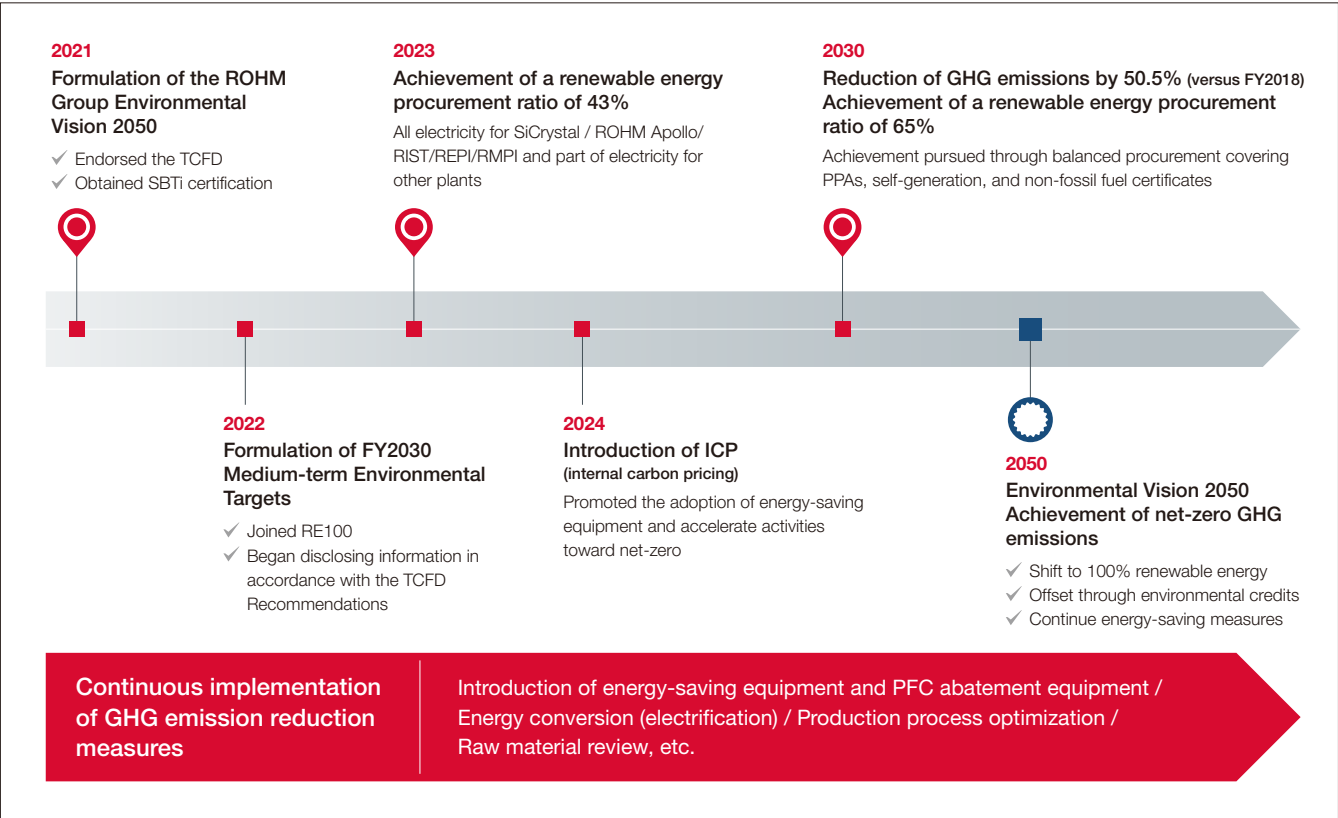 2021
Formulation of the ROHM
Group Environmental
Vision 2050
Endorsed the TCFD
Obtained SBTi certification
2023
Achievement of a renewable energy
procurement ratio of 43%
All electricity for SiCrystal / ROHM Apollo/
RIST/REPI/RMPI and part of electricity for
other plants
2030
Reduction of GHG emissions by 50.5% (versus FY2018)
Achievement of a renewable energy procurement
ratio of 65%
Achievement pursued through balanced procurement covering
PPAs, self-generation, and non-fossil fuel certificates
2022
Formulation of FY2030
Medium-term Environmental
Targets
Joined RE100
Began disclosing information in
accordance with the TCFD
Recommendations
2024
Introduction of ICP
(internal carbon pricing)
Promoted the adoption of energy-saving
equipment and accelerate activities
toward net-zero
2050
Environmental Vision 2050
Achievement of net-zero GHG
emissions
Shift to 100% renewable energy
Offset through environmental credits
Continue energy-saving measures
Continuous implementation
of GHG emission reduction
measures
Introduction of energy-saving equipment and PFC abatement equipment /
Energy conversion (electrification) / Production process optimization /
Raw material review, etc.